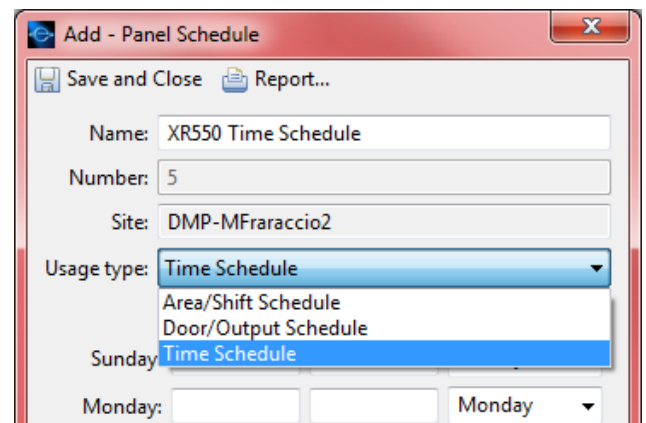 Add - Panel Schedule
Save and Close Report...
Name: XR550 Time Schedule
Number: 5
Site: DMP-MFraraccio2
Usage type: Time Schedule
Area/Shift Schedule
Door/Output Schedule
Sunday Time Schedule
Monday: Monday